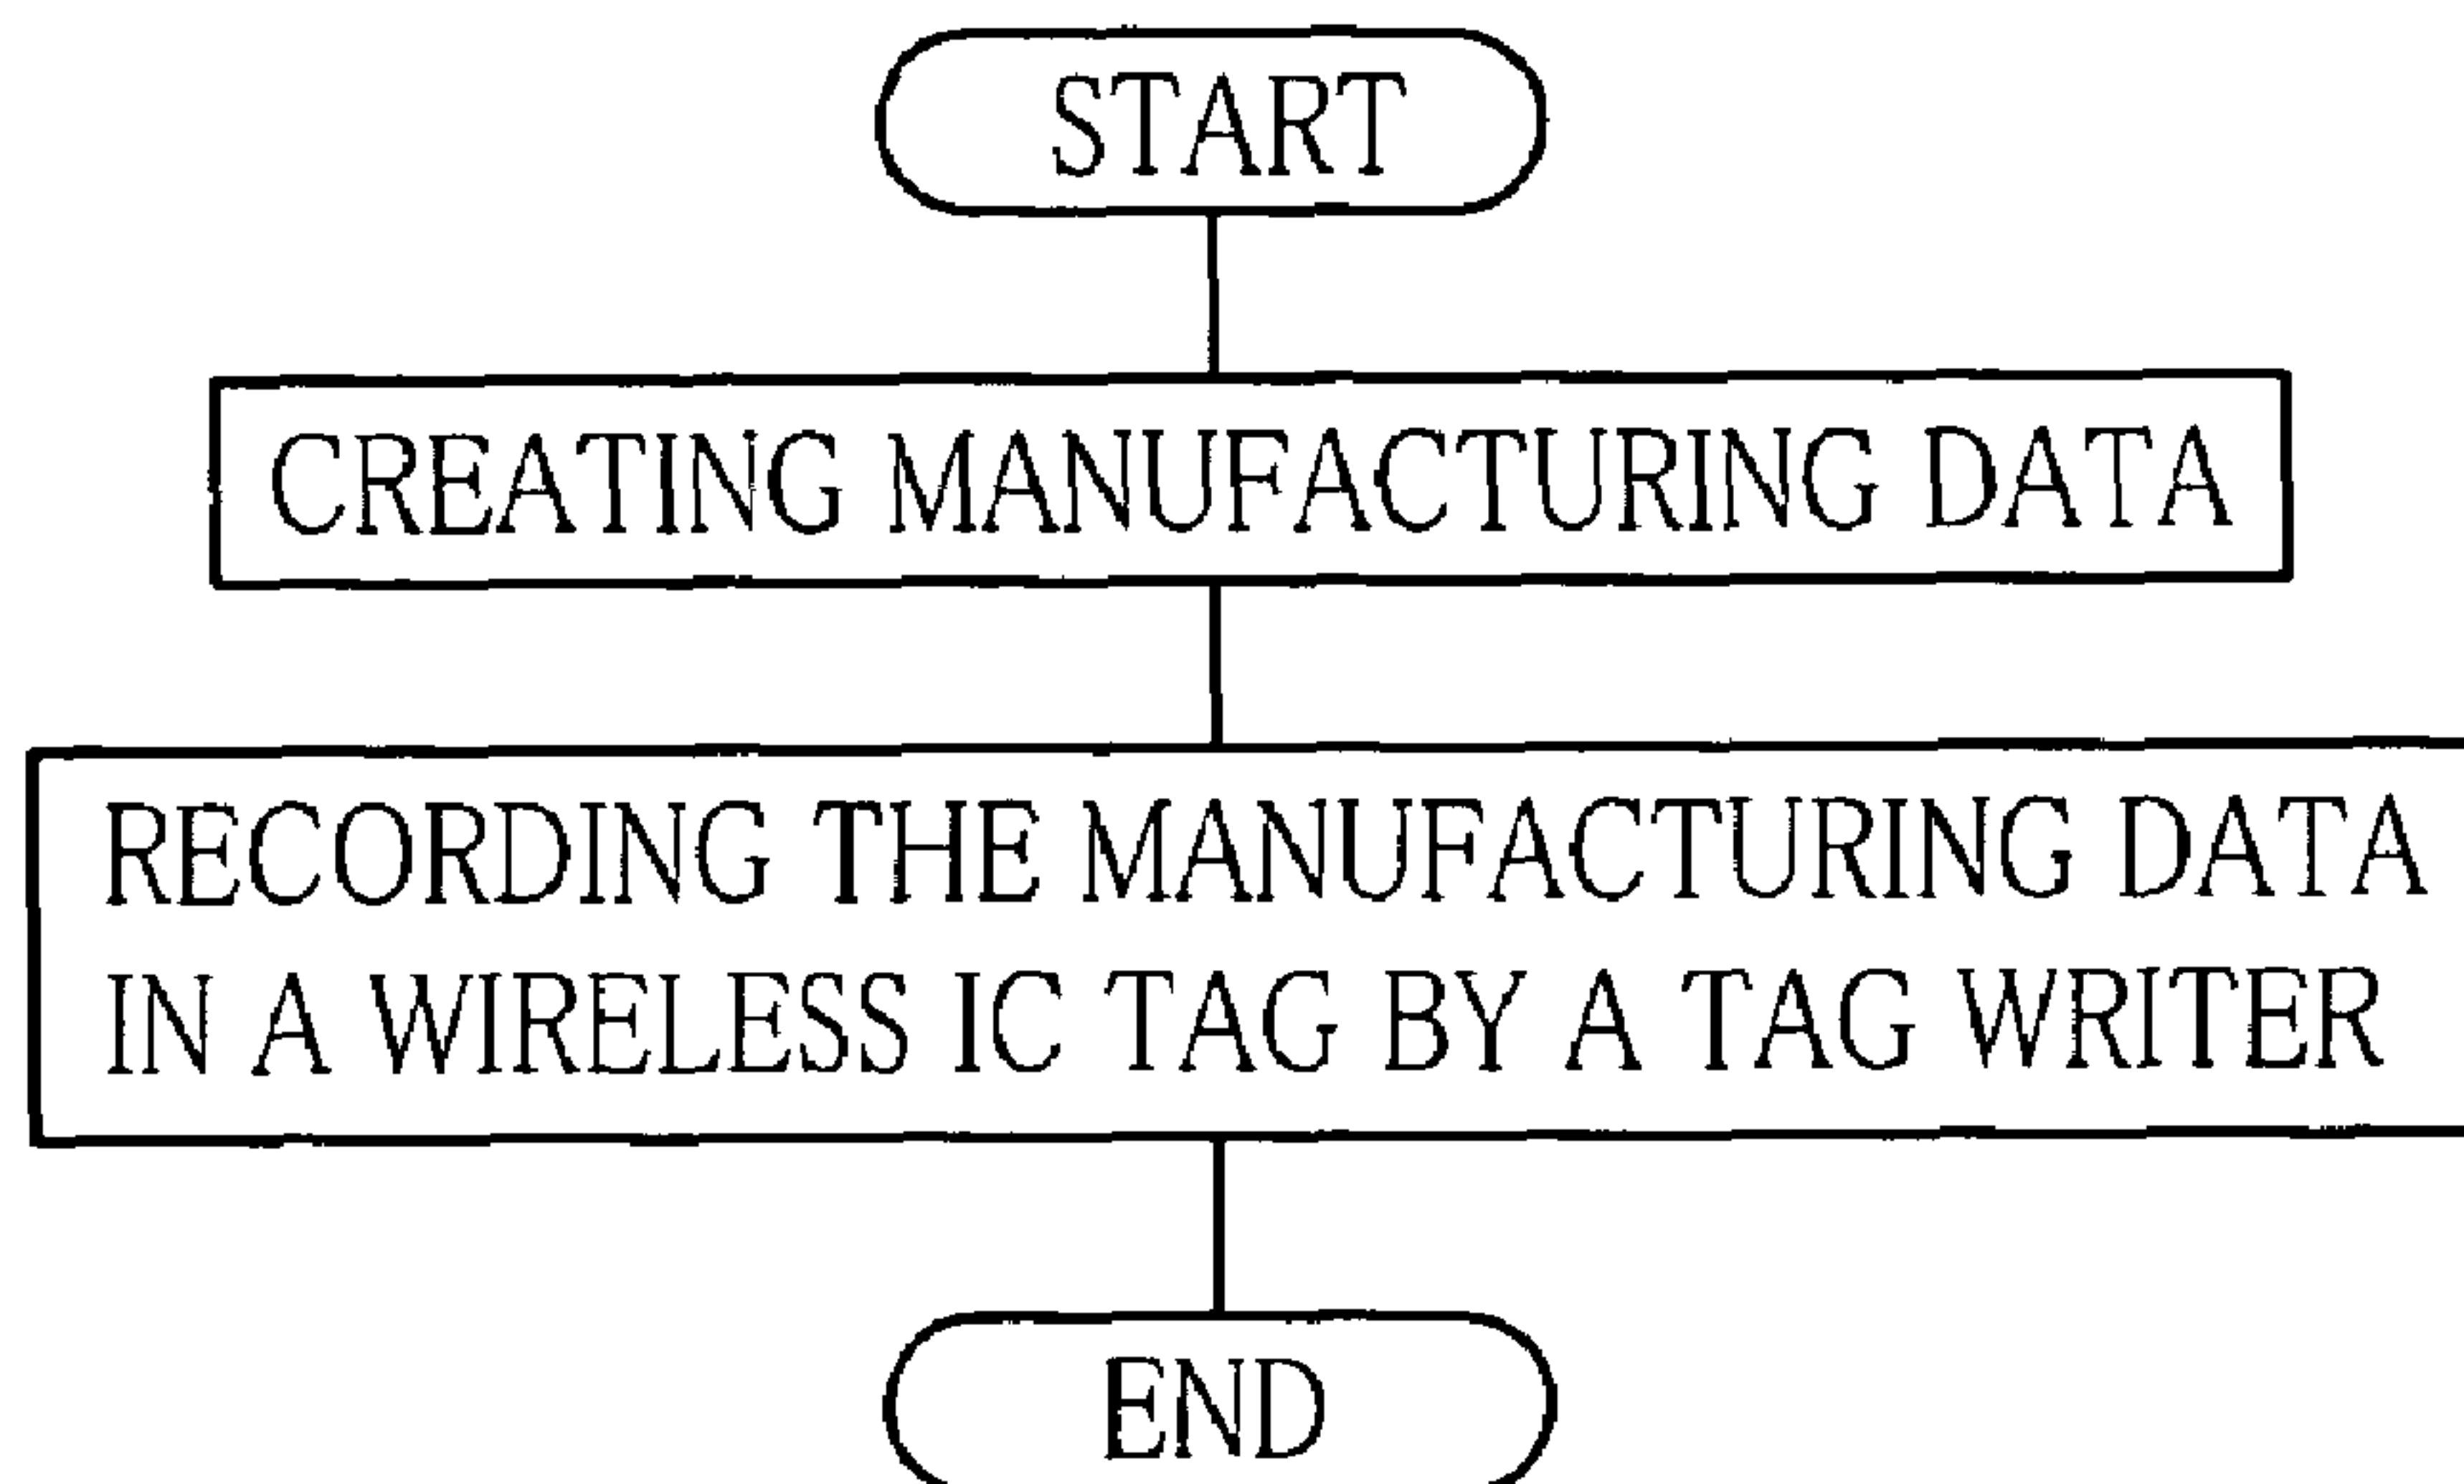 START
CREATING MANUFACTURING DATA
RECORDING THE MANUFACTURING DATA
IN A WIRELESS IC TAG BY A TAG WRITER
END